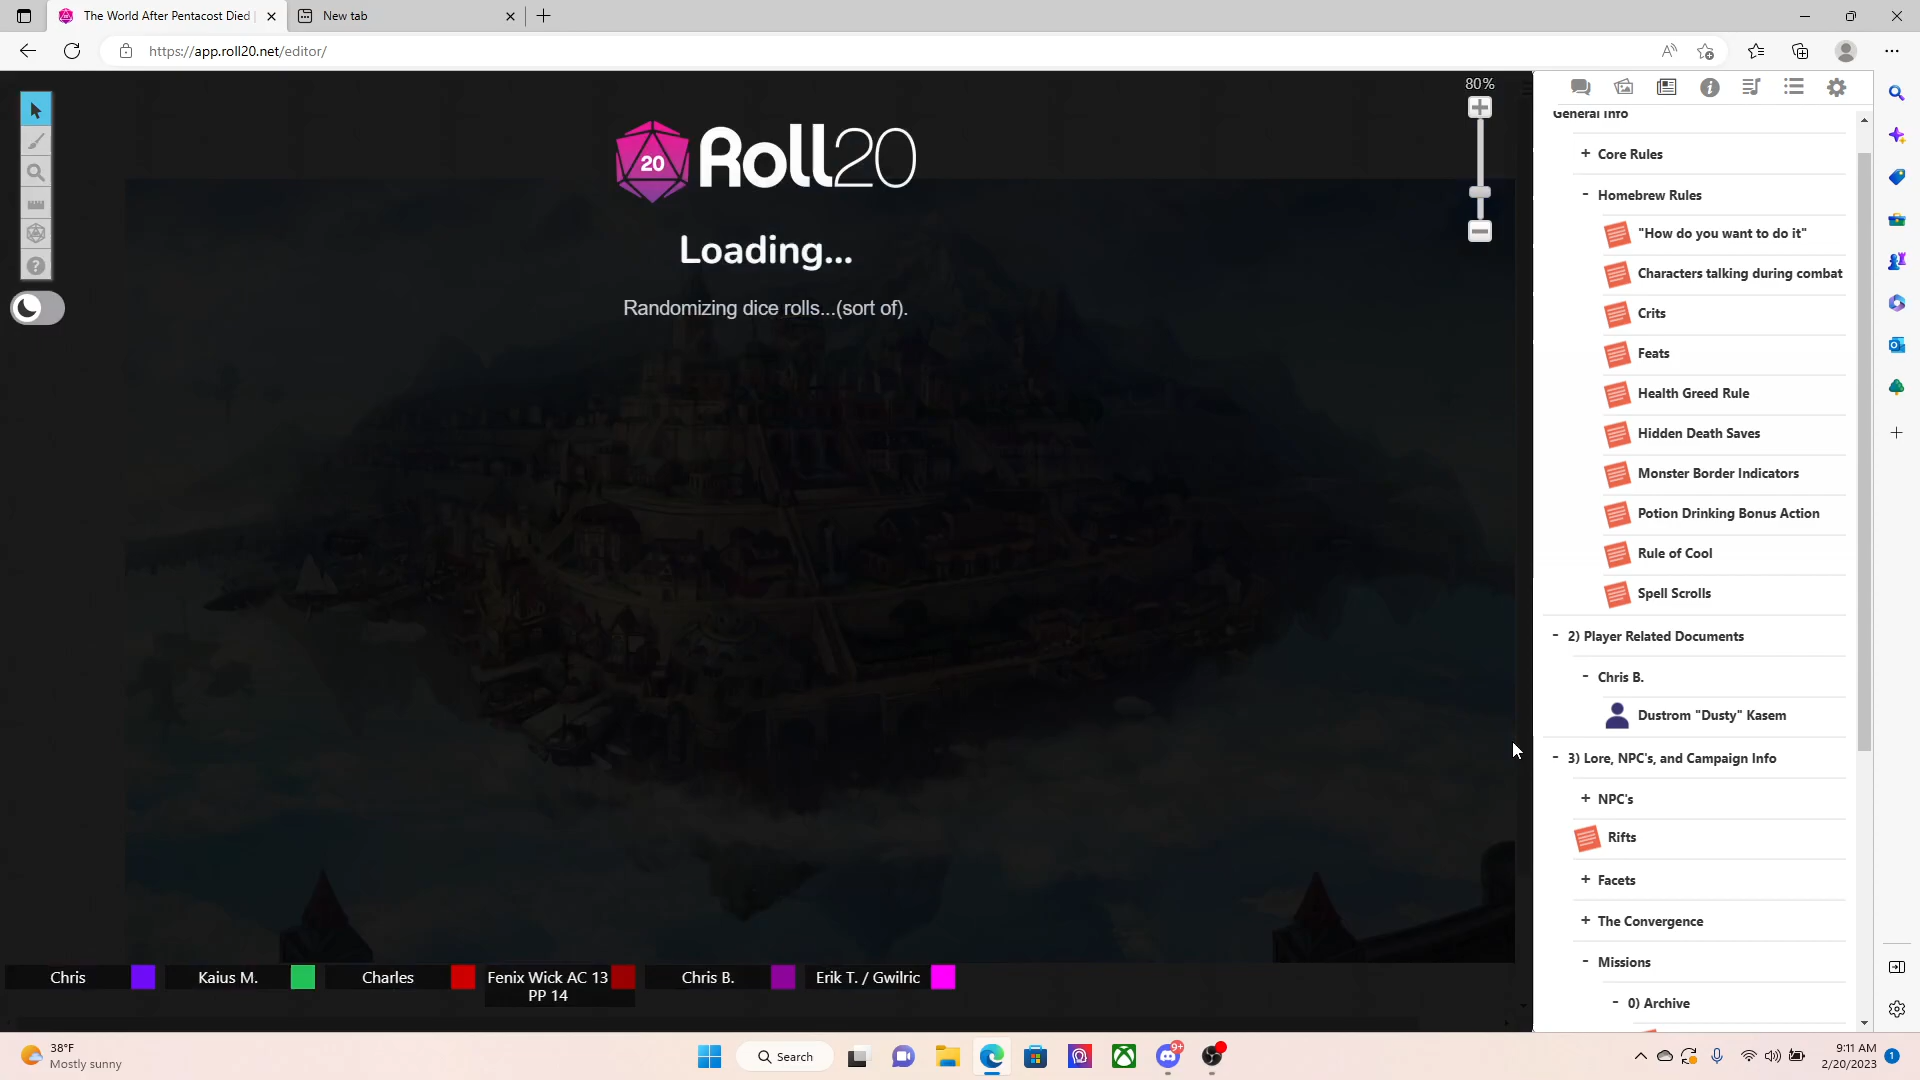 The World After Pentacost Died
New tab
https://app.roll20.net/editor/
80%
20
Roll20
Loading...
Randomizing dice rolls...(sort of).
General Info
+ Core Rules
- Homebrew Rules
"How do you want to do it"
Characters talking during combat
Crits
Feats
Health Greed Rule
Hidden Death Saves
Monster Border Indicators
Potion Drinking Bonus Action
Rule of Cool
Spell Scrolls
- 2) Player Related Documents
- Chris B.
Dustrom "Dusty" Kasem
- 3) Lore, NPC's, and Campaign Info
+ NPC's
Rifts
+ Facets
+ The Convergence
- Missions
- 0) Archive
Chris
Kaius M.
Charles
Fenix Wick AC 13
PP 14
Chris B.
Erik T. / Gwilric
38°F
Mostly sunny
Search
9+
9:11 AM
2/20/2023
1